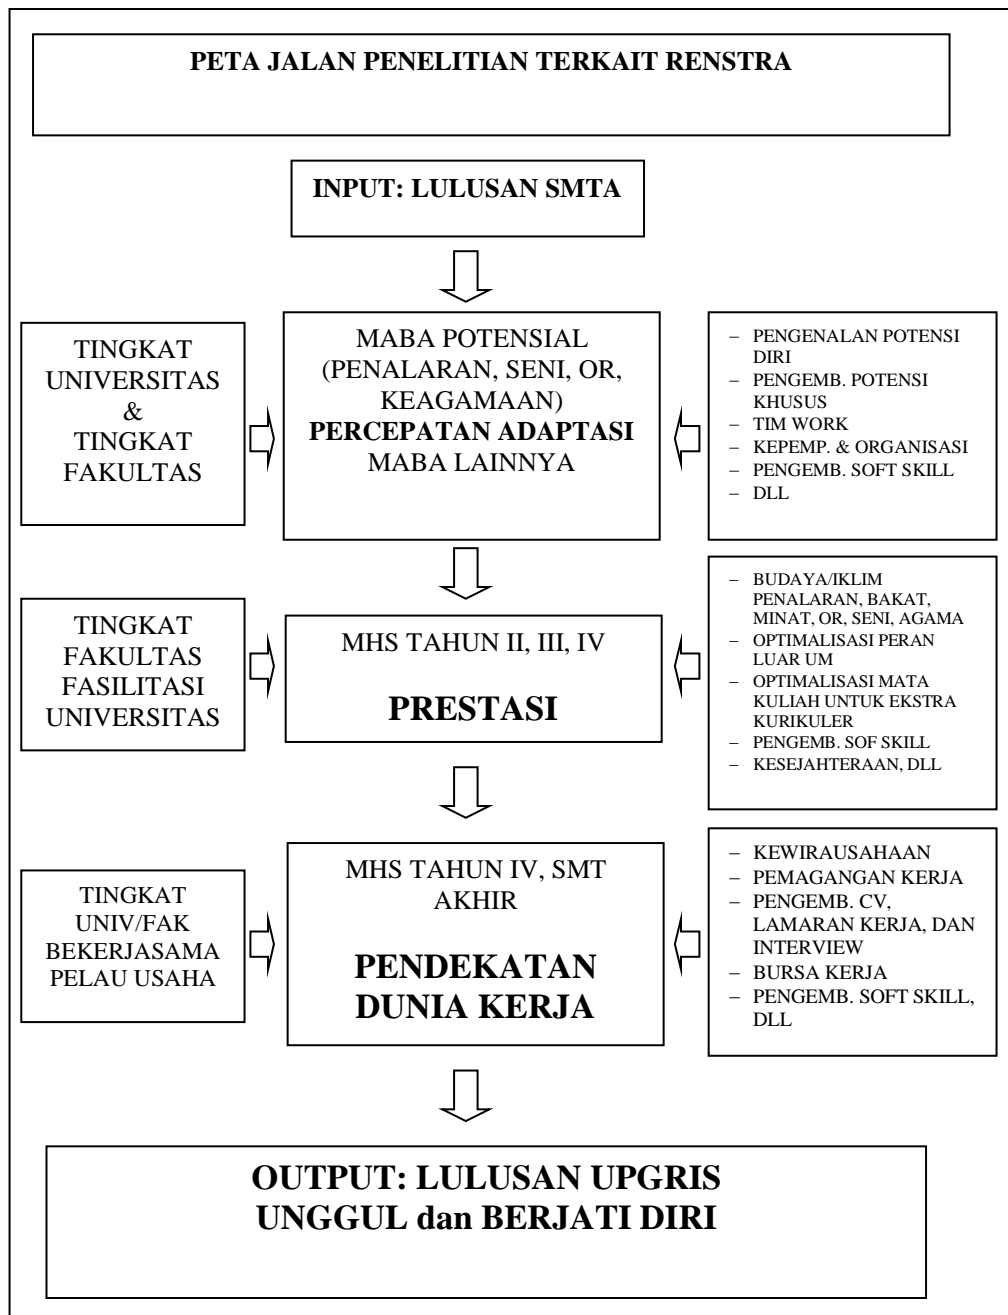 PETA JALAN PENELITIAN TERKAIT RENSTRA
INPUT: LULUSAN SMTA
TINGKAT
UNIVERSITAS
&
TINGKAT
FAKULTAS
MABA POTENSIAL
(PENALARAN, SENI, OR,
KEAGAMAAN)
PERCEPATAN ADAPTASI
MABA LAINNYA
– PENGENALAN POTENSI
DIRI
– PENGEMB. POTENSI
KHUSUS
– TIM WORK
– KEPEMP. & ORGANISASI
– PENGEMB. SOFT SKILL
– DLL
TINGKAT
FAKULTAS
FASILITASI
UNIVERSITAS
MHS TAHUN II, III, IV
PRESTASI
– BUDAYA/IKLIM
PENALARAN, BAKAT,
MINAT, OR, SENI, AGAMA
– OPTIMALISASI PERAN
LUAR UM
– OPTIMALISASI MATA
KULIAH UNTUK EKSTRA
KURIKULER
– PENGEMB. SOF SKILL
– KESEJAHTERAAN, DLL
TINGKAT
UNIV/FAK
BEKERJASAMA
PELAU USAHA
MHS TAHUN IV, SMT
AKHIR
PENDEKATAN
DUNIA KERJA
– KEWIRAUSAHAAN
– PEMAGANGAN KERJA
– PENGEMB. CV,
LAMARAN KERJA, DAN
INTERVIEW
– BURSA KERJA
– PENGEMB. SOFT SKILL,
DLL
OUTPUT: LULUSAN UPGRIS
UNGGUL dan BERJATI DIRI